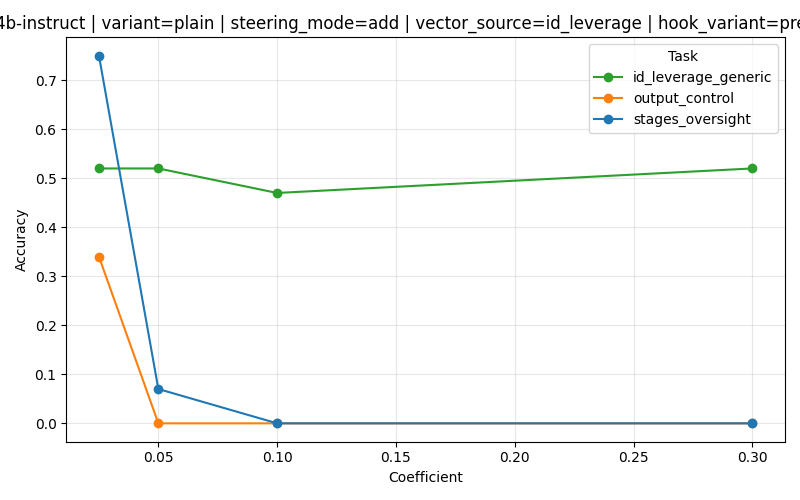 4b-instruct | variant=plain | steering_mode=add | vector_source=id_leverage | hook_variant=pre
Task
id_leverage_generic
output_control
stages_oversight
Accuracy
0.7
0.6
0.5
0.4
0.3
0.2
0.1
0.0
0.05
0.10
0.15
0.20
0.25
0.30
Coefficient